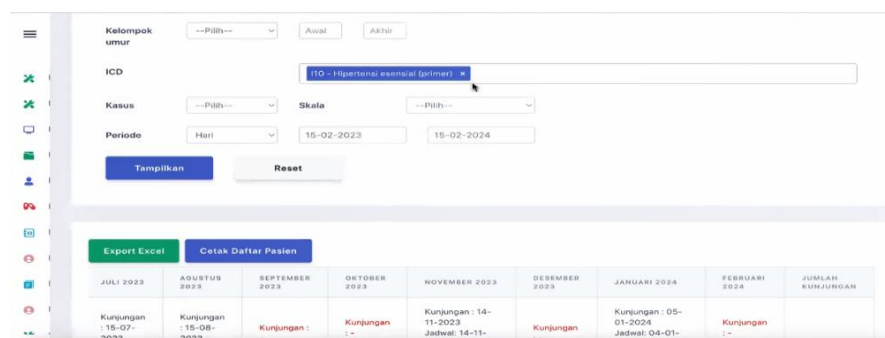 Kelompok umur
--Pilih--
Awal
Akhir
ICD
I10 - Hipertensi esensial (primer) ×
Kasus
--Pilih--
Skala
--Pilih--
Periode
Hari
15-02-2023
15-02-2024
Tampilkan
Reset
Export Excel
Cetak Daftar Pasien
JULI 2023
AGUSTUS 2023
SEPTEMBER 2023
OKTOBER 2023
NOVEMBER 2023
DESEMBER 2023
JANUARI 2024
FEBRUARI 2024
JUMLAH KUNJUNGAN
Kunjungan
: 15-07-
2023
Kunjungan
: 15-08-
2023
Kunjungan :
Kunjungan
: -
Kunjungan : 14-
11-2023
Jadwal: 14-11-
Kunjungan
Kunjungan : 05-
01-2024
Jadwal: 04-01-
Kunjungan
: -